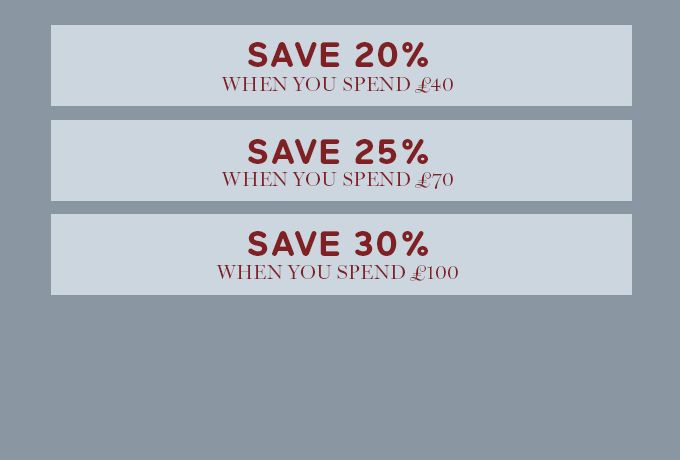 SAVE 20%
WHEN YOU SPEND £40
SAVE 25%
WHEN YOU SPEND £70
SAVE 30%
WHEN YOU SPEND £100